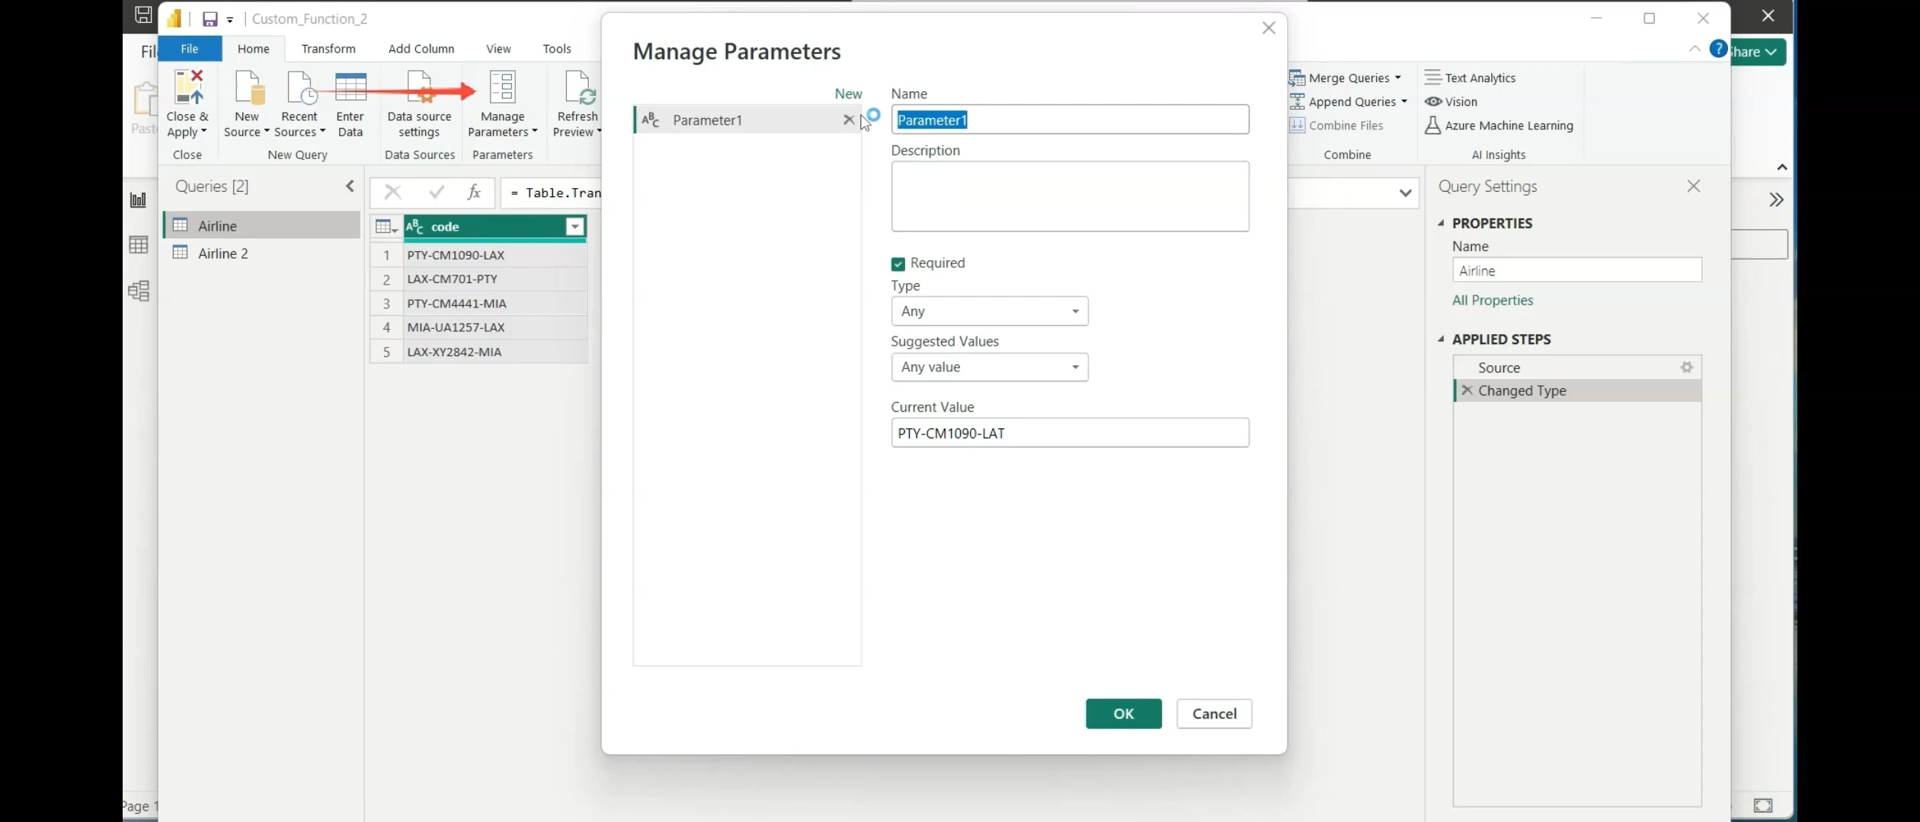 Custom_Function_2
File
Home
Transform
Add Column
View
Tools
Share
Paste
Close &
Apply
Close
New
Source
Recent
Sources
Enter
Data
New Query
Data source
settings
Data Sources
Manage
Parameters
Parameters
Refresh
Preview
Merge Queries
Append Queries
Combine Files
Combine
Text Analytics
Vision
Azure Machine Learning
AI Insights
?
Queries [2]
Airline
Airline 2
fx
= Table.Tran
ABC code
1 PTY-CM1090-LAX
2 LAX-CM701-PTY
3 PTY-CM4441-MIA
4 MIA-UA1257-LAX
5 LAX-XY2842-MIA
Manage Parameters
New
ABC Parameter1
Name
Parameter1
Description
Required
Type
Any
Suggested Values
Any value
Current Value
PTY-CM1090-LAT
OK
Cancel
Query Settings
PROPERTIES
Name
Airline
All Properties
APPLIED STEPS
Source
Changed Type
Page 1